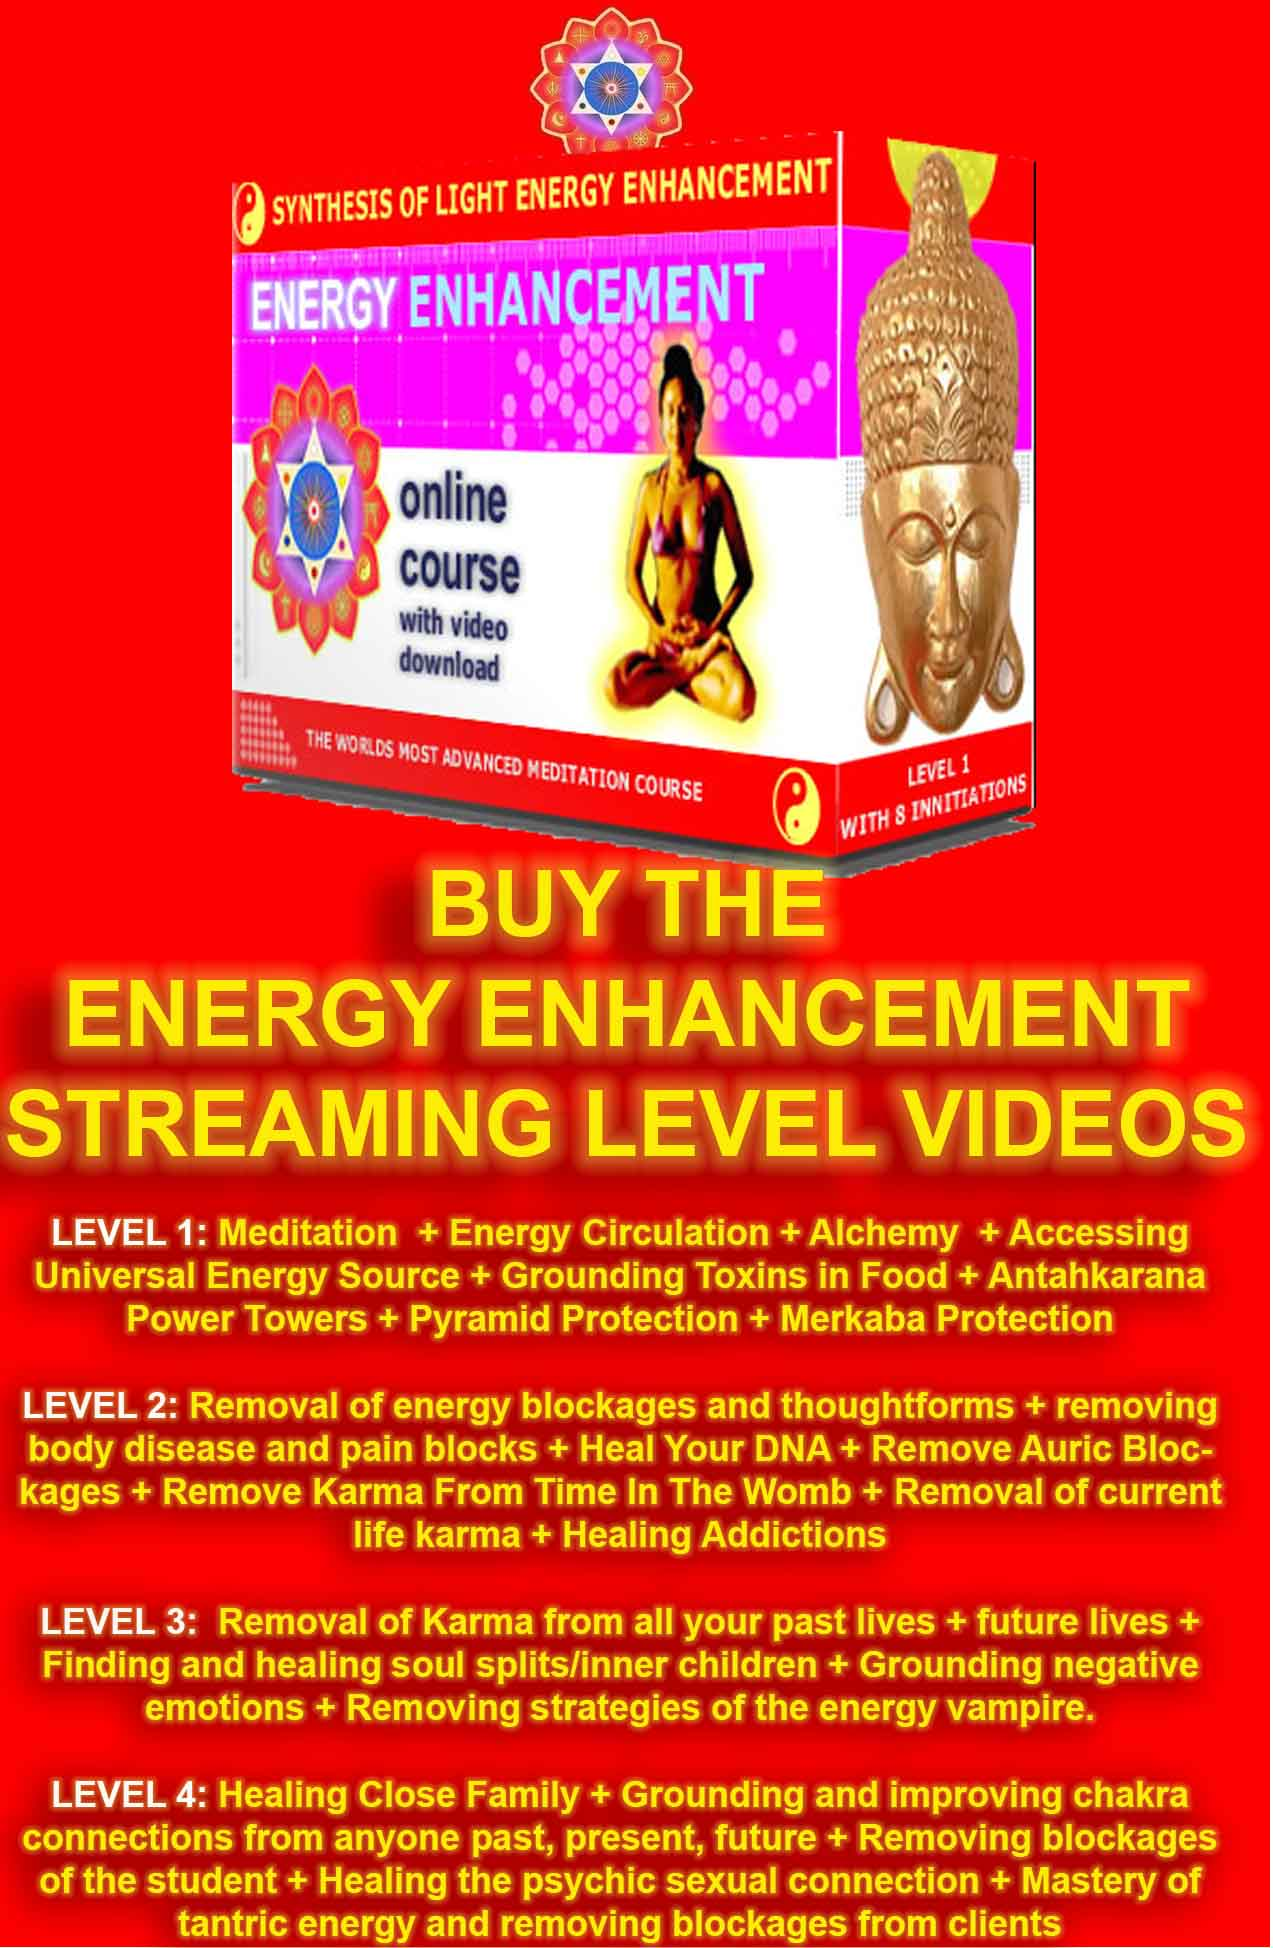 SYNTHESIS OF LIGHT ENERGY ENHANCEMENT
ENERGY ENHANCEMENT
online
course
with video
download
THE WORLDS MOST ADVANCED MEDITATION COURSE
LEVEL 1
WITH 8 INNITIATIONS
BUY THE
ENERGY ENHANCEMENT
STREAMING LEVEL VIDEOS
LEVEL 1: Meditation + Energy Circulation + Alchemy + Accessing
Universal Energy Source + Grounding Toxins in Food + Antahkarana
Power Towers + Pyramid Protection + Merkaba Protection
LEVEL 2: Removal of energy blockages and thoughtforms + removing
body disease and pain blocks + Heal Your DNA + Remove Auric Bloc-
kages + Remove Karma From Time In The Womb + Removal of current
life karma + Healing Addictions
LEVEL 3: Removal of Karma from all your past lives + future lives +
Finding and healing soul splits/inner children + Grounding negative
emotions + Removing strategies of the energy vampire.
LEVEL 4: Healing Close Family + Grounding and improving chakra
connections from anyone past, present, future + Removing blockages
of the student + Healing the psychic sexual connection + Mastery of
tantric energy and removing blockages from clients